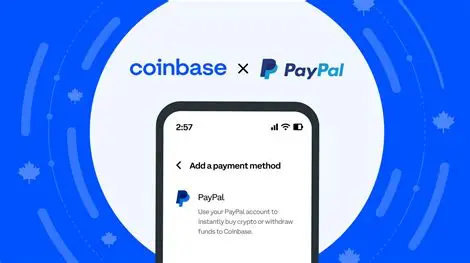 coinbase × PayPal
2:57
Add a payment method
PayPal
Use your PayPal account to
instantly buy crypto or withdraw
funds to Coinbase.